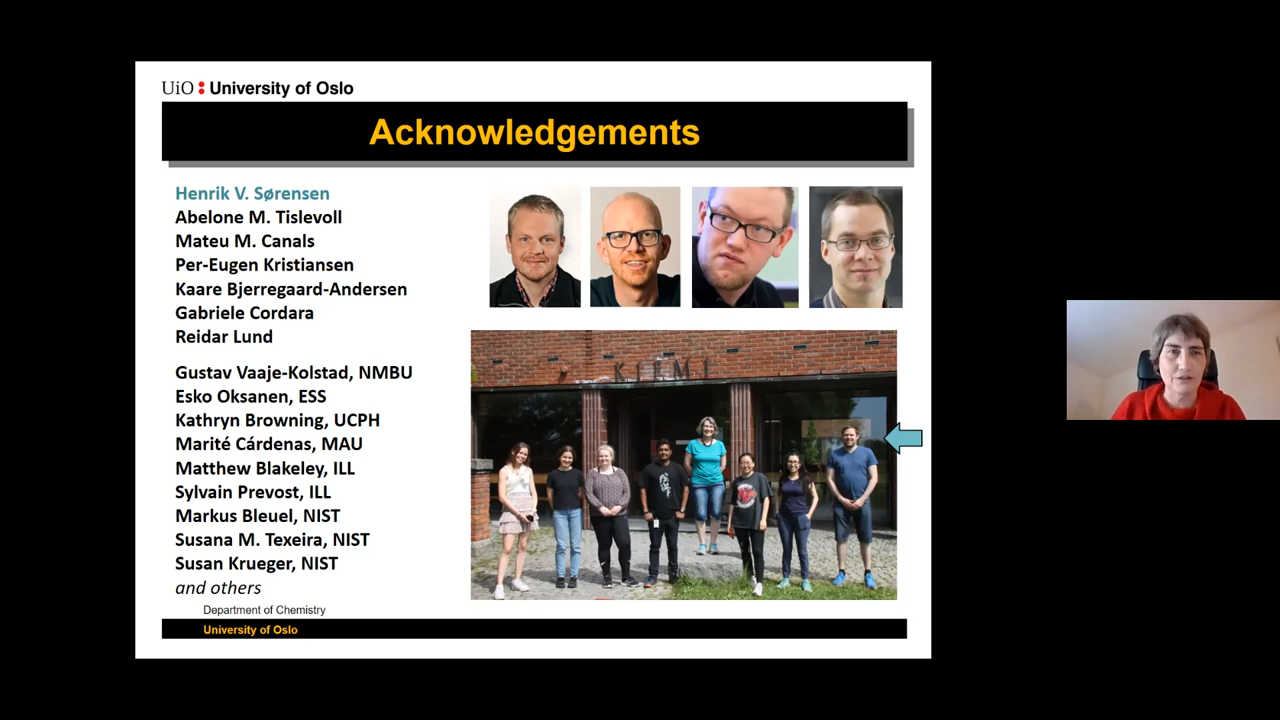 UiO : University of Oslo
Acknowledgements
Henrik V. Sørensen
Abelone M. Tislevoll
Mateu M. Canals
Per-Eugen Kristiansen
Kaare Bjerregaard-Andersen
Gabriele Cordara
Reidar Lund
Gustav Vaaje-Kolstad, NMBU
Esko Oksanen, ESS
Kathryn Browning, UCPH
Marité Cárdenas, MAU
Matthew Blakeley, ILL
Sylvain Prevost, ILL
Markus Bleuel, NIST
Susana M. Texeira, NIST
Susan Krueger, NIST
and others
KJEMI
Department of Chemistry
University of Oslo